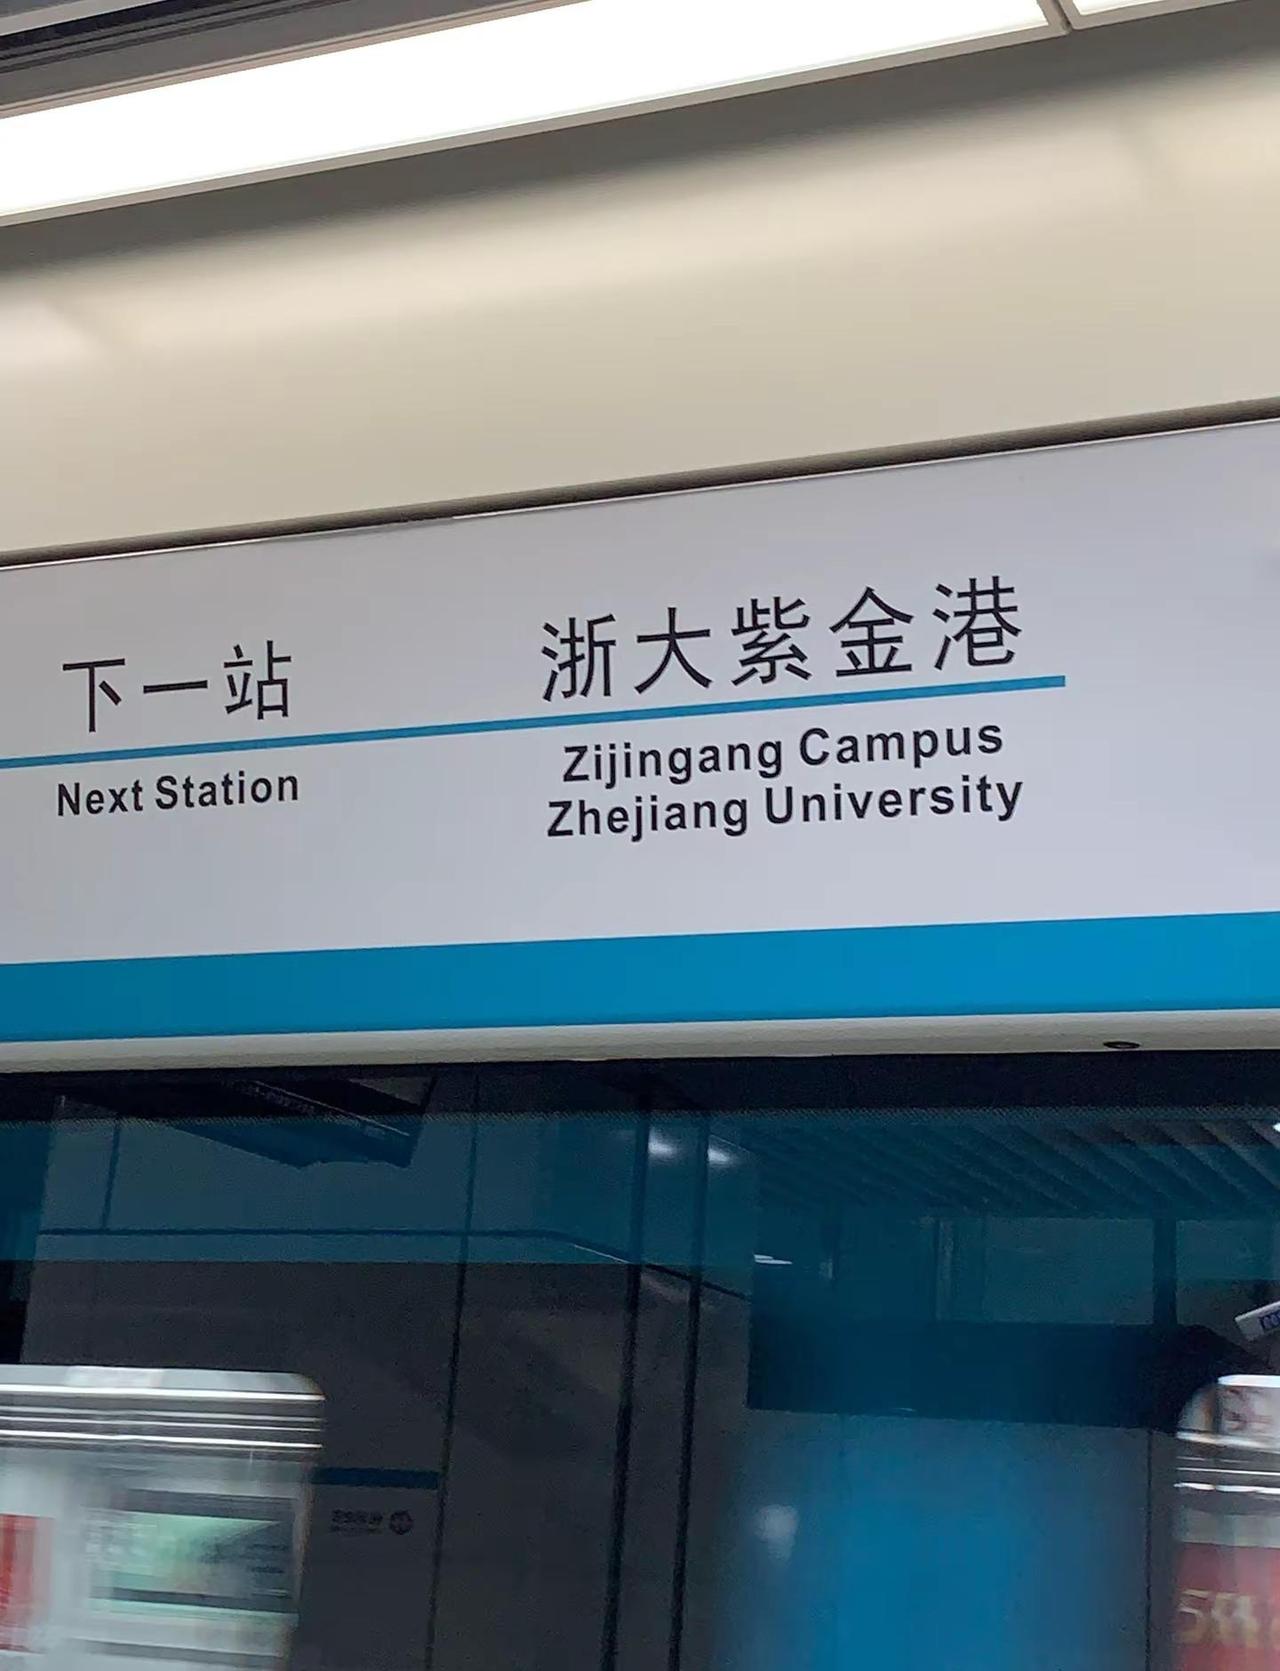 下一站
Next Station
浙大紫金港
Zijingang Campus
Zhejiang University